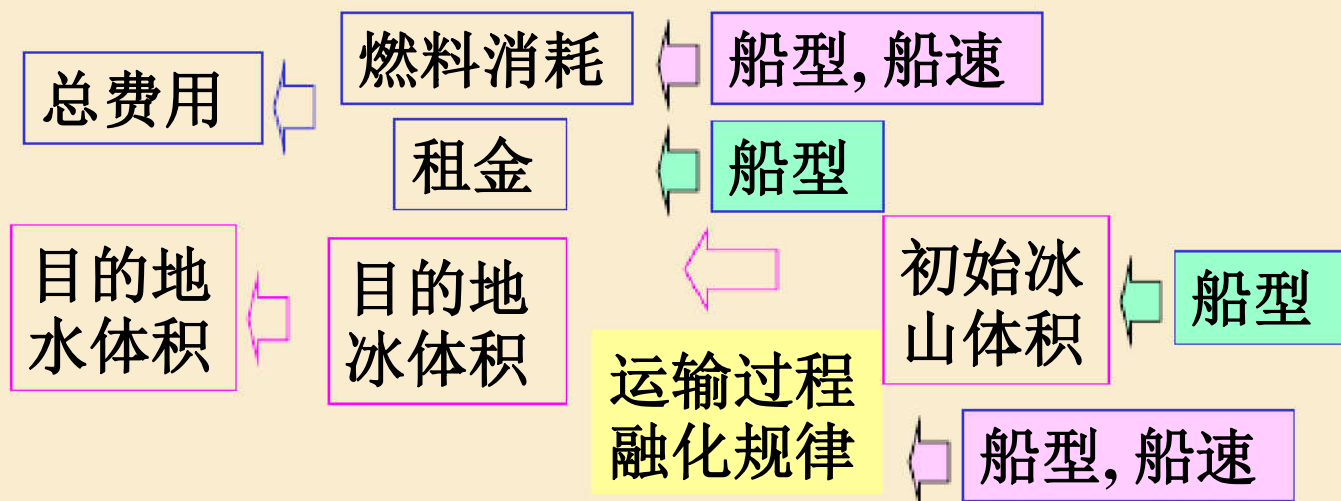 总费用
燃料消耗
船型, 船速
租金
船型
目的地
水体积
目的地
冰体积
初始冰
山体积
船型
运输过程
融化规律
船型, 船速